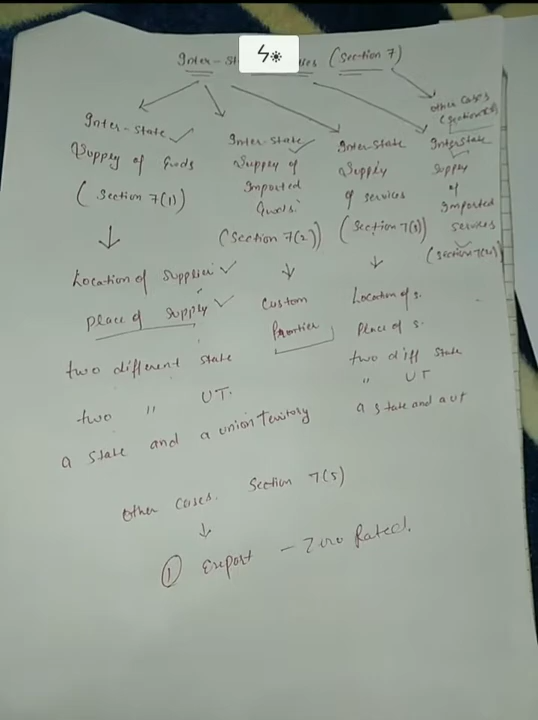 Inter-St ies (Section 7)
Inter-State
Supply of Goods
(Section 7(1))
Location of Supplier
Place of Supply
two different state
two " UT.
a state and a union Territory
Inter-State
Supply of
Imported
Goods.
(Section 7(2))
Custom
Frontier
Inter-State
Supply
of services
(Section 7(3))
Location of s.
Place of s.
two diff state
" UT
a state and a UT
other cases
Interstate
Supply
of
Imported
services
(Section 7(4))
Other Cases. Section 7(5)
① Export - Zero Rated.